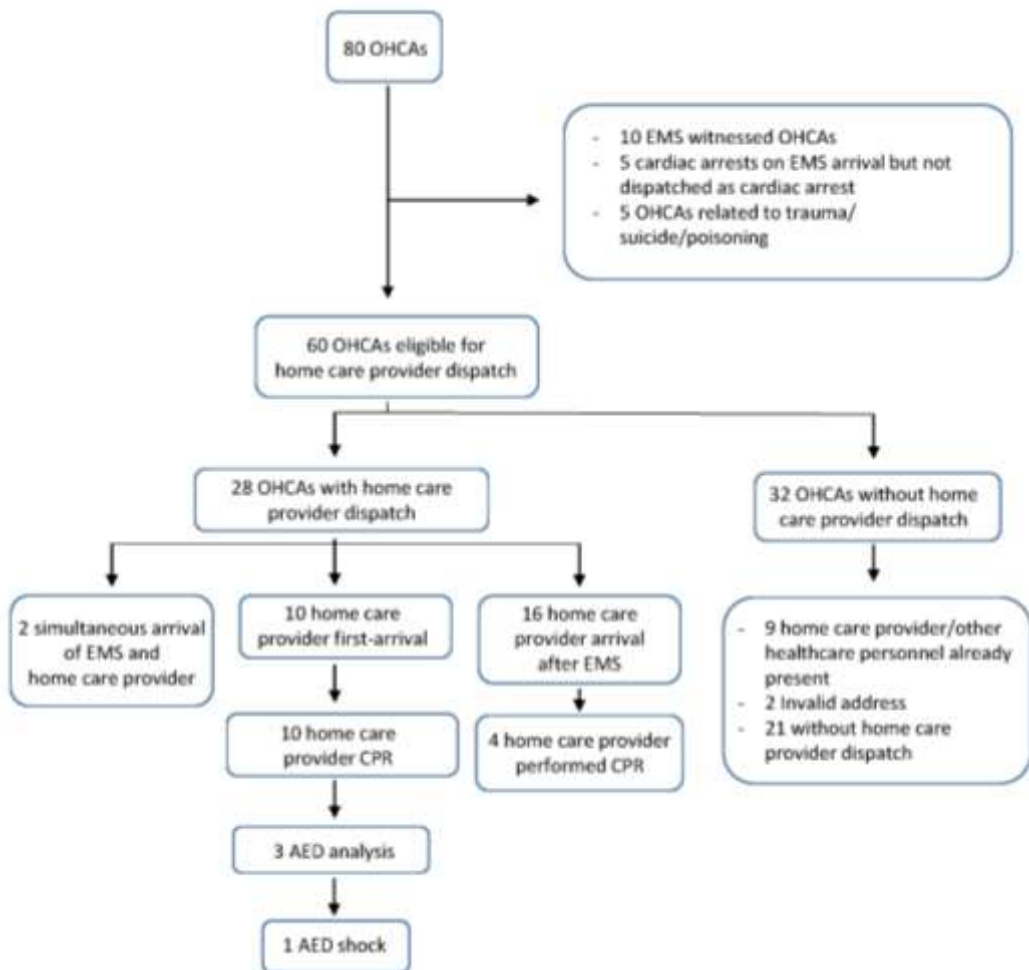 80 OHCAs
- 10 EMS witnessed OHCAs
- 5 cardiac arrests on EMS arrival but not
dispatched as cardiac arrest
- 5 OHCAs related to trauma/
suicide/poisoning
60 OHCAs eligible for
home care provider dispatch
28 OHCAs with home care
provider dispatch
32 OHCAs without home
care provider dispatch
2 simultaneous arrival
of EMS and
home care provider
10 home care
provider first-arrival
16 home care
provider arrival
after EMS
- 9 home care provider/other
healthcare personnel already
present
- 2 Invalid address
- 21 without home care
provider dispatch
10 home care
provider CPR
4 home care provider
performed CPR
3 AED analysis
1 AED shock